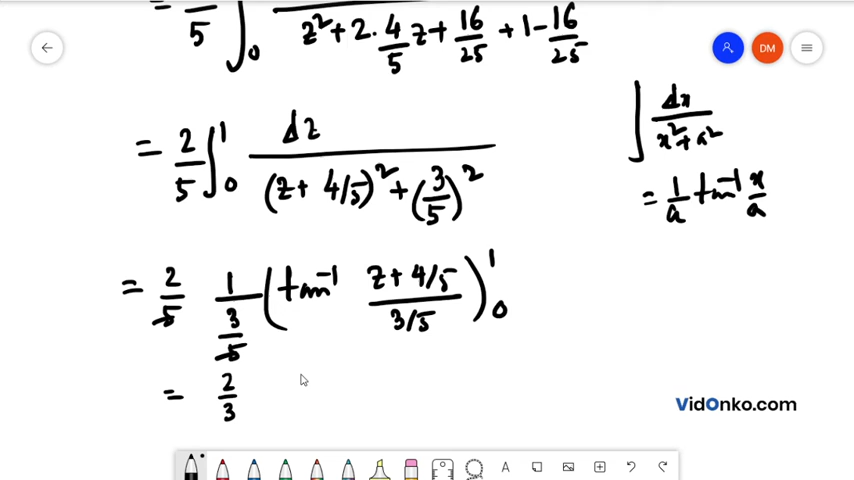 = 2/5 ∫₀ z² + 2. 4/5 z + 16/25 + 1 - 16/25
DM
∫ dx / (x² + a²)
= 1/a tan⁻¹ x/a
= 2/5 ∫₀¹ dz / ((z + 4/5)² + (3/5)²)
= 2/5 1/(3/5) (tan⁻¹ (z + 4/5) / (3/5))₀¹
= 2/3
VidOnko.com
A